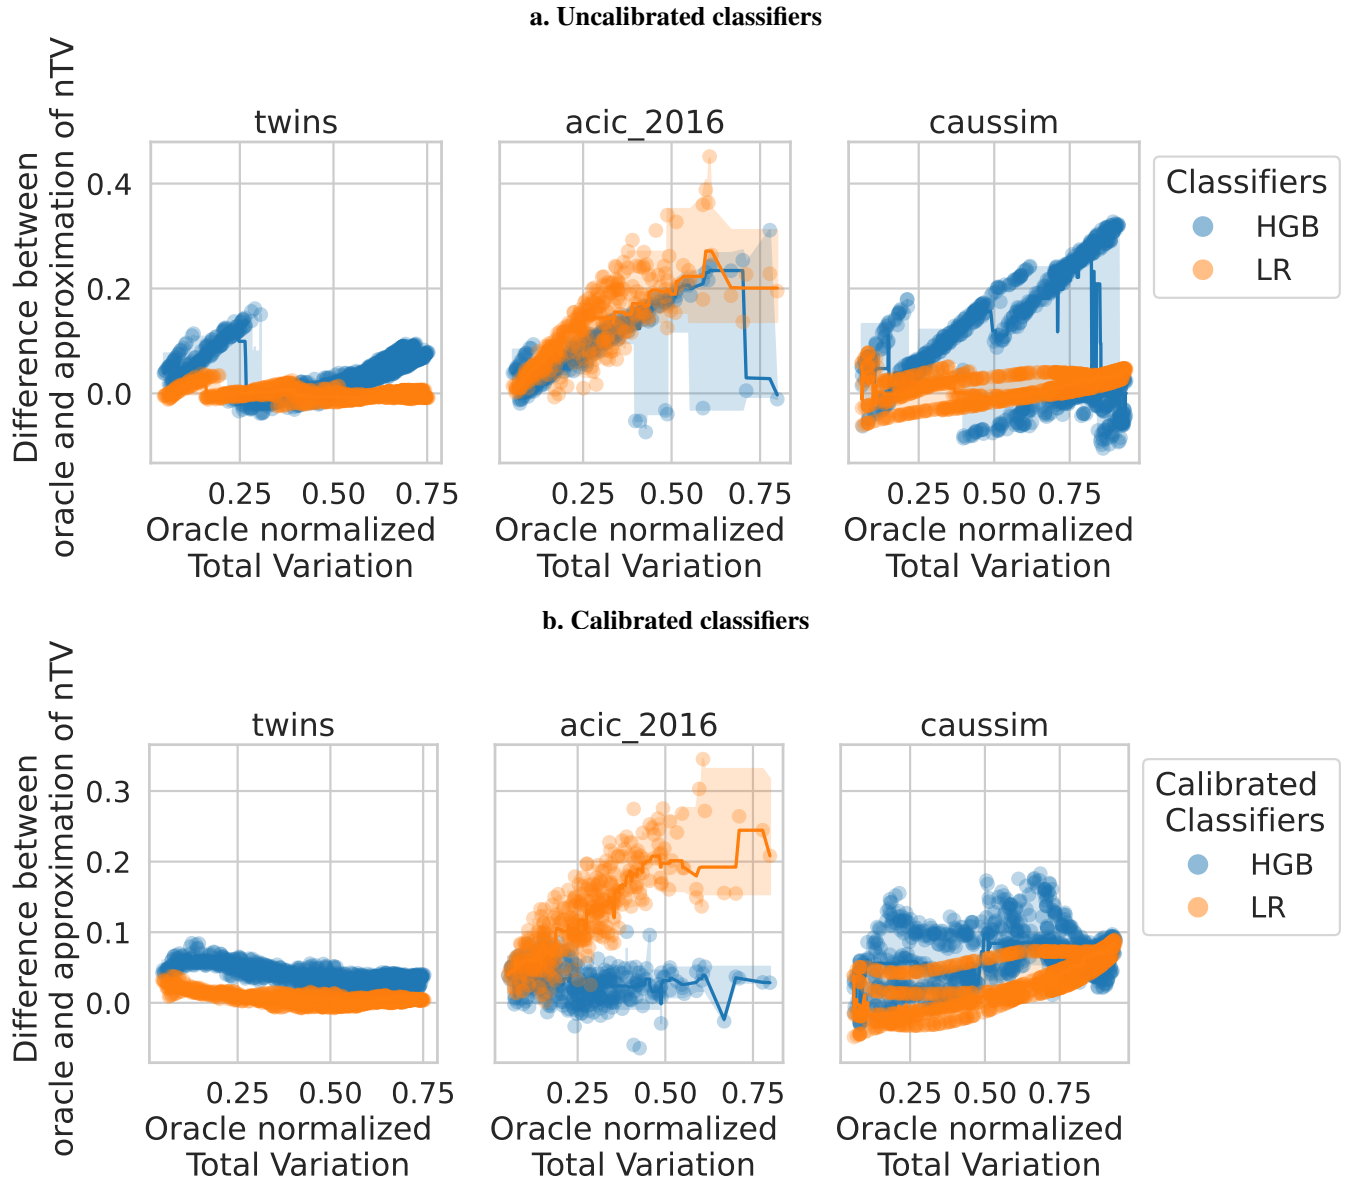 a. Uncalibrated classifiers
Difference between
oracle and approximation of nTV
twins
acic_2016
caussim
0.4
0.2
0.0
0.25 0.50 0.75
0.25 0.50 0.75
0.25 0.50 0.75
Oracle normalized
Total Variation
Oracle normalized
Total Variation
Oracle normalized
Total Variation
Classifiers
HGB
LR
b. Calibrated classifiers
Difference between
oracle and approximation of nTV
twins
acic_2016
caussim
0.3
0.2
0.1
0.0
0.25 0.50 0.75
0.25 0.50 0.75
0.25 0.50 0.75
Oracle normalized
Total Variation
Oracle normalized
Total Variation
Oracle normalized
Total Variation
Calibrated
Classifiers
HGB
LR